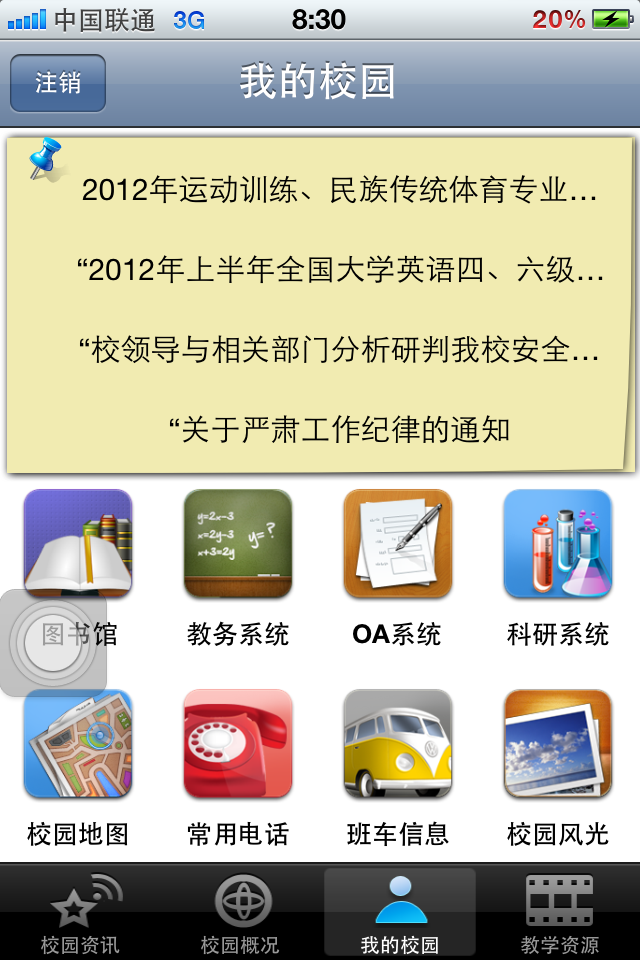 中国联通 3G 8:30 20%
注销 我的校园
2012年运动训练、民族传统体育专业...
“2012年上半年全国大学英语四、六级...
“校领导与相关部门分析研判我校安全...
“关于严肃工作纪律的通知
y=2x-3
x=2y-3 y=?
x+3=2y
图书馆 教务系统 OA系统 科研系统
校园地图 常用电话 班车信息 校园风光
校园资讯 校园概况 我的校园 教学资源